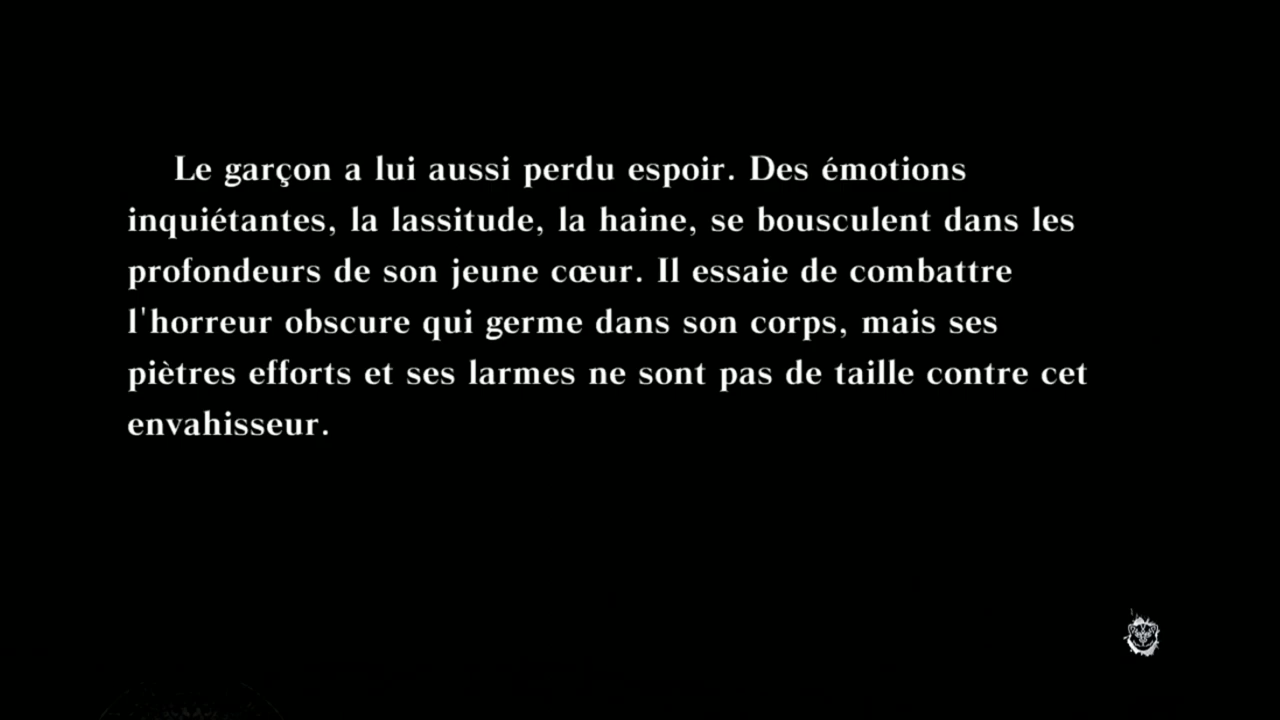 Le garçon a lui aussi perdu espoir. Des émotions
inquiétantes, la lassitude, la haine, se bousculent dans les
profondeurs de son jeune cœur. Il essaie de combattre
l'horreur obscure qui germe dans son corps, mais ses
piètres efforts et ses larmes ne sont pas de taille contre cet
envahisseur.